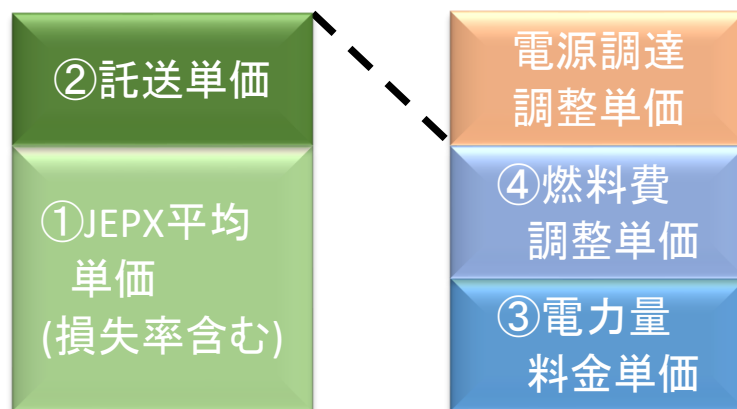 ②託送単価
①JEPX平均
単価
(損失率含む)
電源調達
調整単価
④燃料費
調整単価
③電力量
料金単価